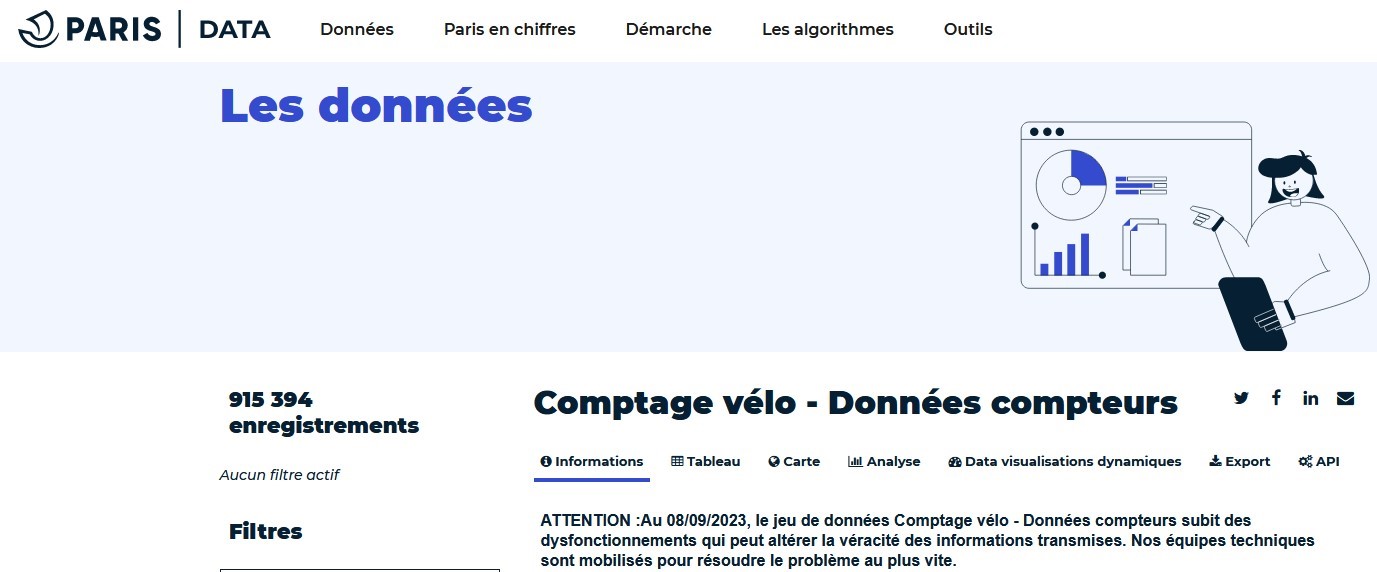 PARIS | DATA Données Paris en chiffres Démarche Les algorithmes Outils
Les données
915 394
enregistrements
Aucun filtre actif
Filtres
Comptage vélo - Données compteurs
Informations Tableau Carte Analyse Data visualisations dynamiques Export API
ATTENTION :Au 08/09/2023, le jeu de données Comptage vélo - Données compteurs subit des
dysfonctionnements qui peut altérer la véracité des informations transmises. Nos équipes techniques
sont mobilisés pour résoudre le problème au plus vite.